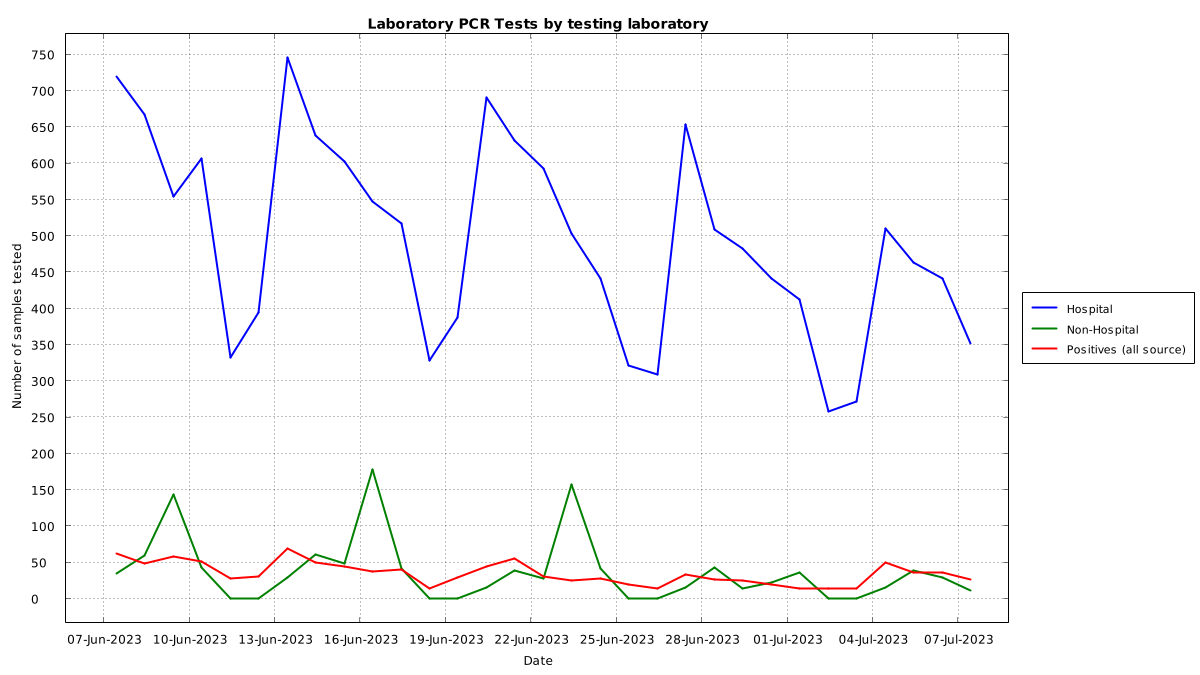 Laboratory PCR Tests by testing laboratory
750
700
650
600
550
500
450
400
350
300
250
200
150
100
50
0
Number of samples tested
07-Jun-2023 10-Jun-2023 13-Jun-2023 16-Jun-2023 19-Jun-2023 22-Jun-2023 25-Jun-2023 28-Jun-2023 01-Jul-2023 04-Jul-2023 07-Jul-2023
Date
Hospital
Non-Hospital
Positives (all source)